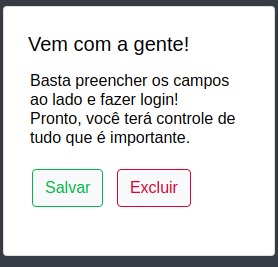 Vem com a gente!
Basta preencher os campos
ao lado e fazer login!
Pronto, você terá controle de
tudo que é importante.
Salvar Excluir